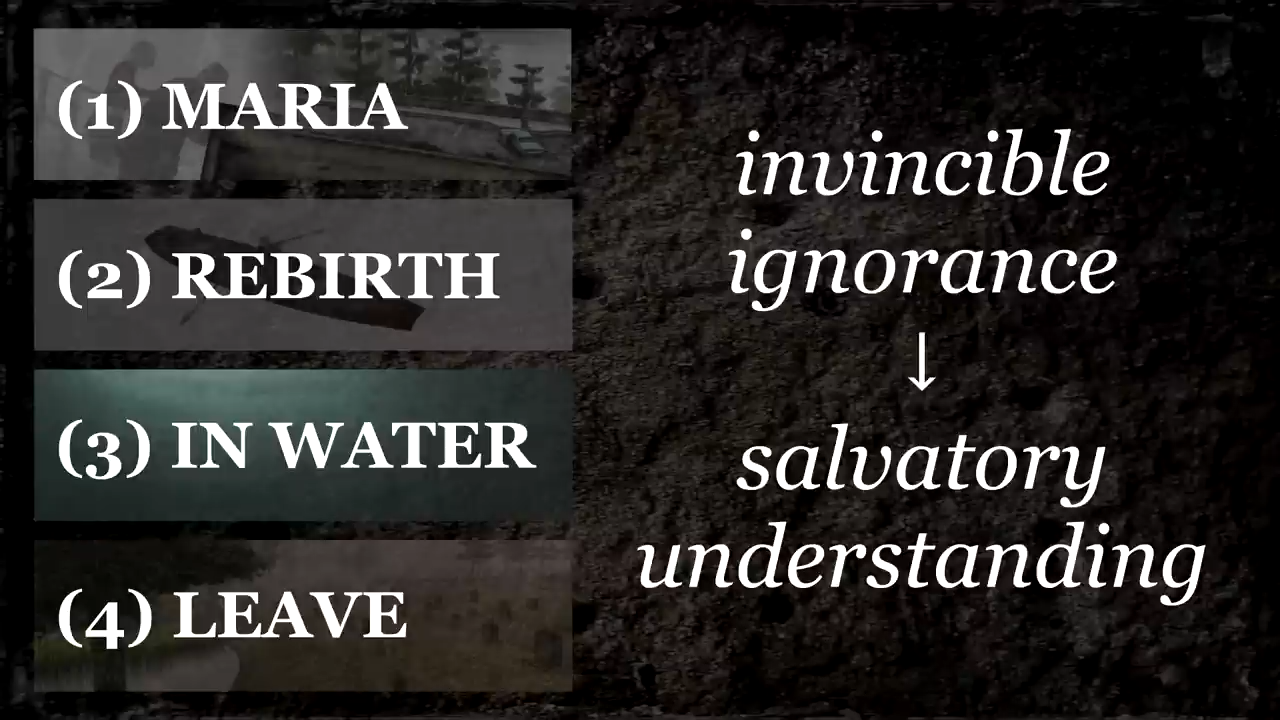 (1) MARIA
(2) REBIRTH
(3) IN WATER
(4) LEAVE
invincible
ignorance
↓
salvatory
understanding